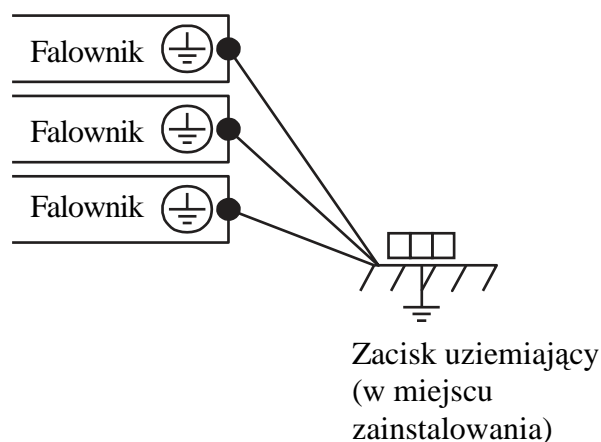 Falownik
Falownik
Falownik
Zacisk uziemiający
(w miejscu
zainstalowania)